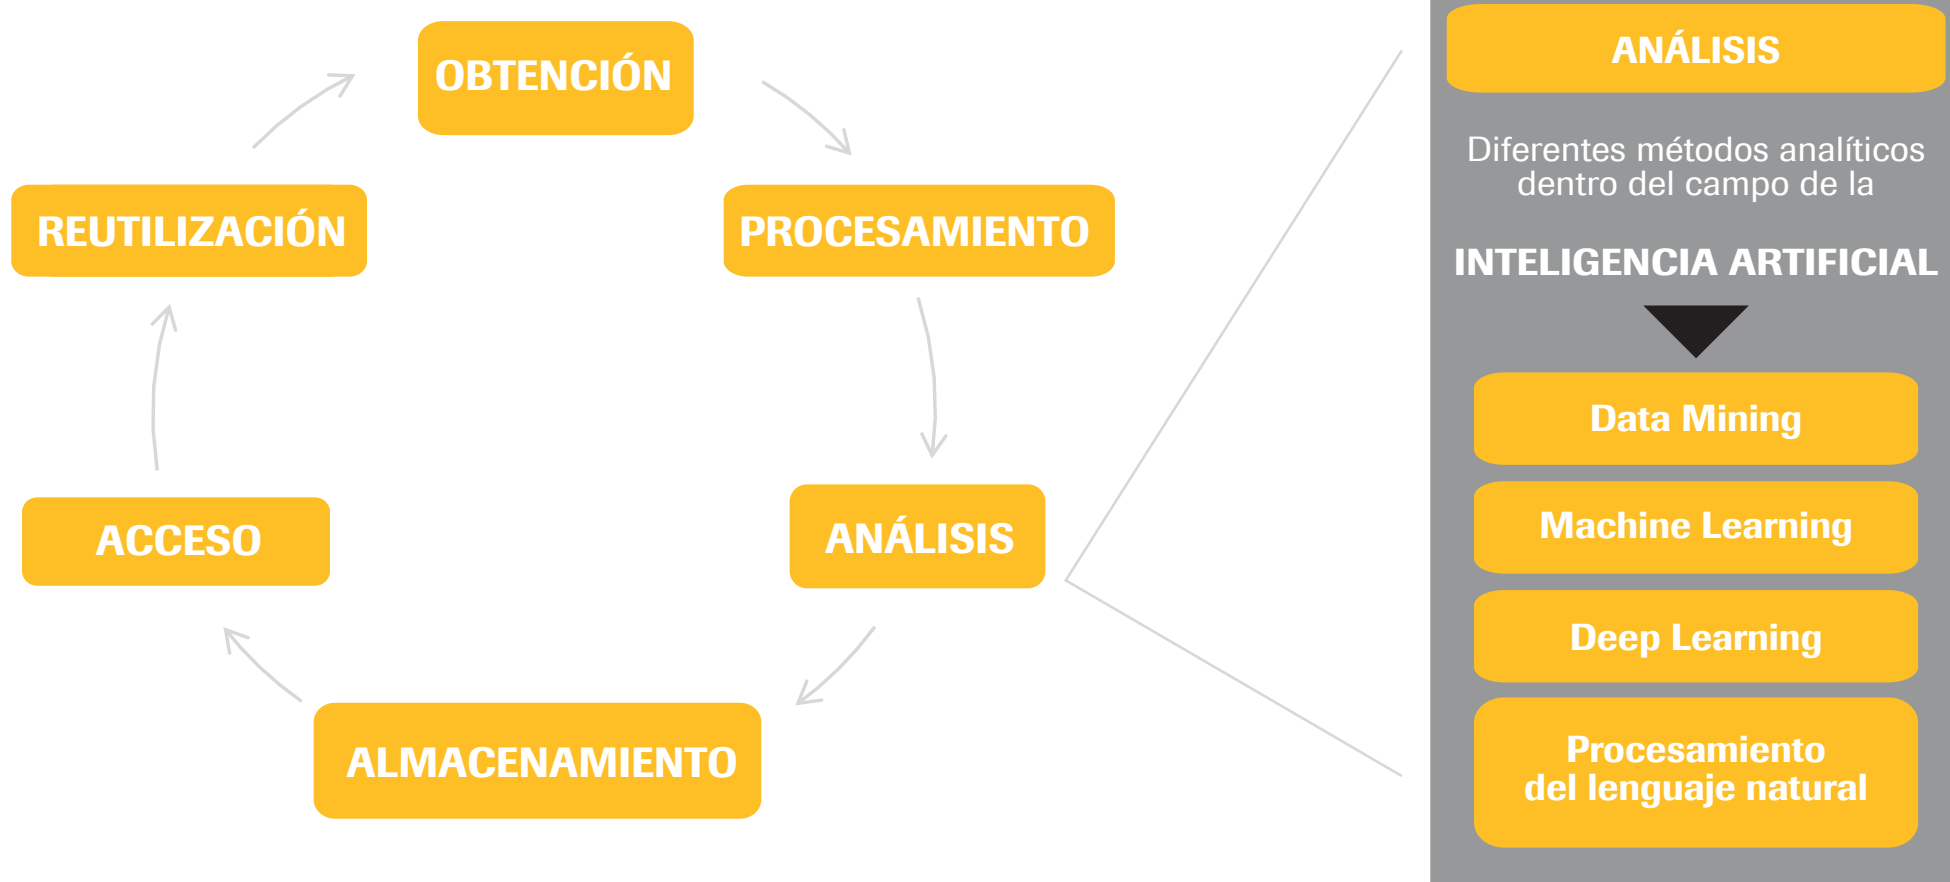 OBTENCIÓN
PROCESAMIENTO
ANÁLISIS
ALMACENAMIENTO
ACCESO
REUTILIZACIÓN
ANÁLISIS
Diferentes métodos analíticos
dentro del campo de la
INTELIGENCIA ARTIFICIAL
Data Mining
Machine Learning
Deep Learning
Procesamiento
del lenguaje natural